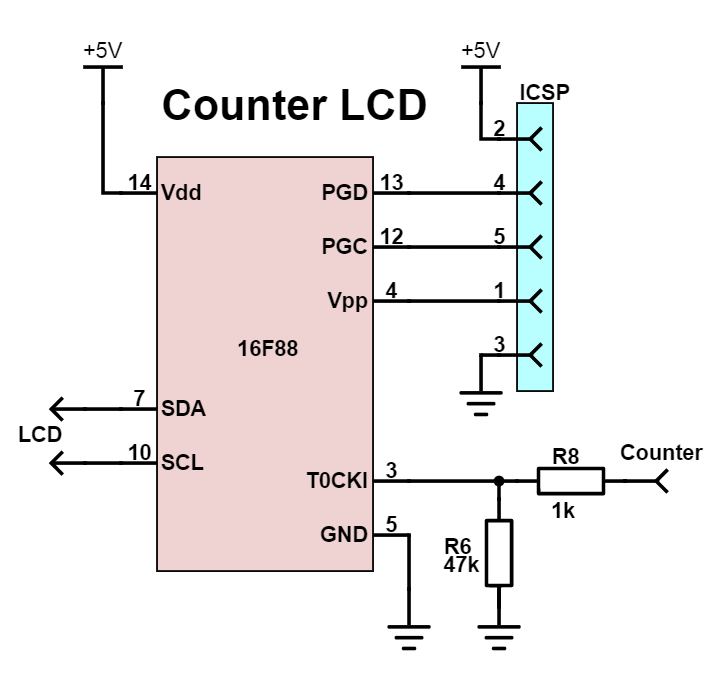 +5V
+5V
ICSP
Counter LCD
2
14 Vdd
PGD 13
4
PGC 12
5
Vpp 4
1
16F88
3
7 SDA
LCD
10 SCL
R8
Counter
T0CKI 3
1k
GND 5
R6
47k